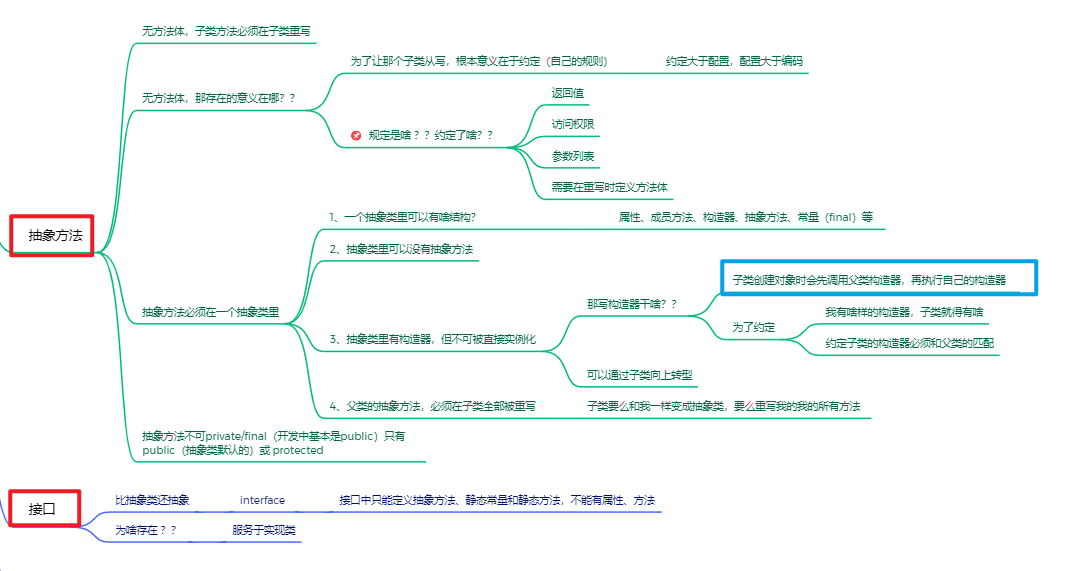 抽象方法
无方法体，子类方法必须在子类重写
无方法体，那存在的意义在哪？？
为了让那个子类从写，根本意义在于约定（自己的规则）
约定大于配置，配置大于编码
规定是啥？？约定了啥？？
返回值
访问权限
参数列表
需要在重写时定义方法体
抽象方法必须在一个抽象类里
1、一个抽象类里可以有啥结构？
属性、成员方法、构造器、抽象方法、常量（final）等
2、抽象类里可以没有抽象方法
3、抽象类里有构造器，但不可被直接实例化
那写构造器干啥？？
子类创建对象时会先调用父类构造器，再执行自己的构造器
为了约定
我有啥样的构造器，子类就得有啥
约定子类的构造器必须和父类的匹配
可以通过子类向上转型
4、父类的抽象方法，必须在子类全部被重写
子类要么和我一样变成抽象类，要么重写我的我的所有方法
抽象方法不可private/final（开发中基本是public）只有
public（抽象类默认的）或 protected
接口
比抽象类还抽象
interface
接口中只能定义抽象方法、静态常量和静态方法，不能有属性、方法
为啥存在？？
服务于实现类